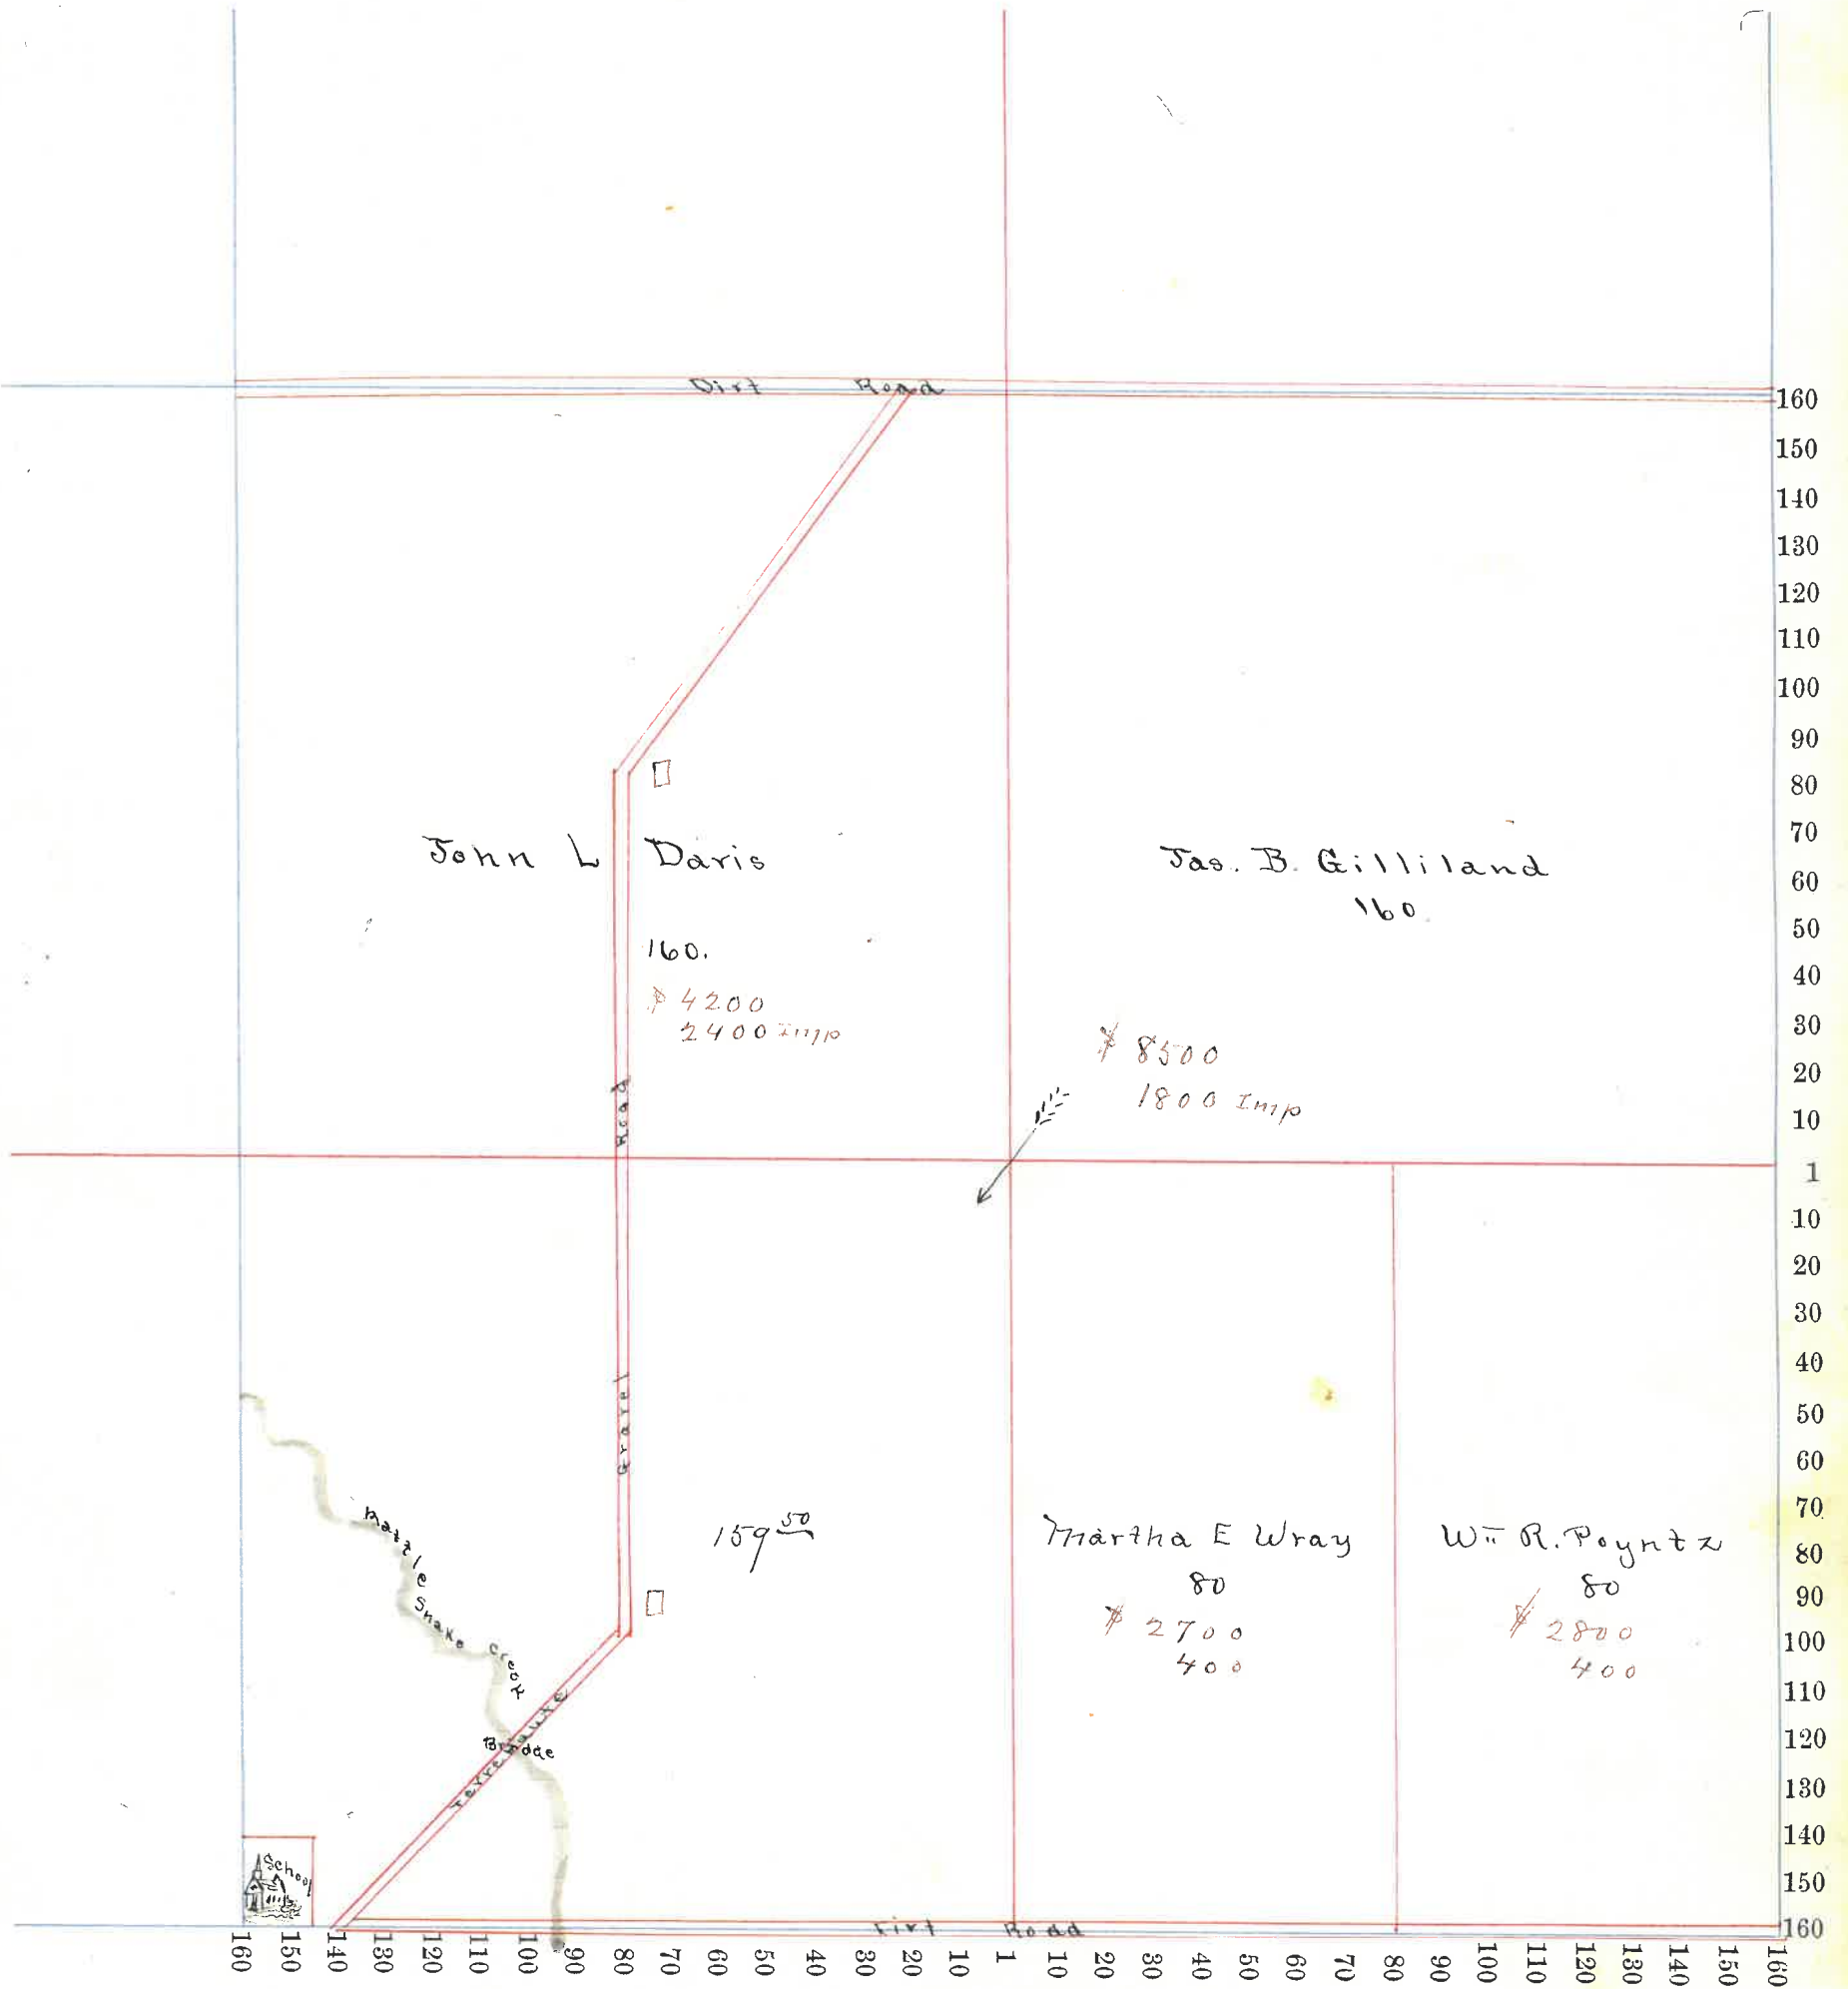 Dirt Road
John L Davis
160.
$ 4200
2400 Imp
Jas. B. Gilliland
160.
$ 8500
1800 Imp
Road
Gravel
Terre Haute
Rattle Snake Creek
Bridge
School
159 50
Martha E Wray
80
$ 2700
400
Wm R. Poyntz
80
$ 2800
400
Dirt Road
160
150
140
130
120
110
100
90
80
70
60
50
40
30
20
10
1
10
20
30
40
50
60
70
80
90
100
110
120
130
140
150
160
160 150 140 130 120 110 100 90 80 70 60 50 40 30 20 10 1 10 20 30 40 50 60 70 80 90 100 110 120 130 140 150 160